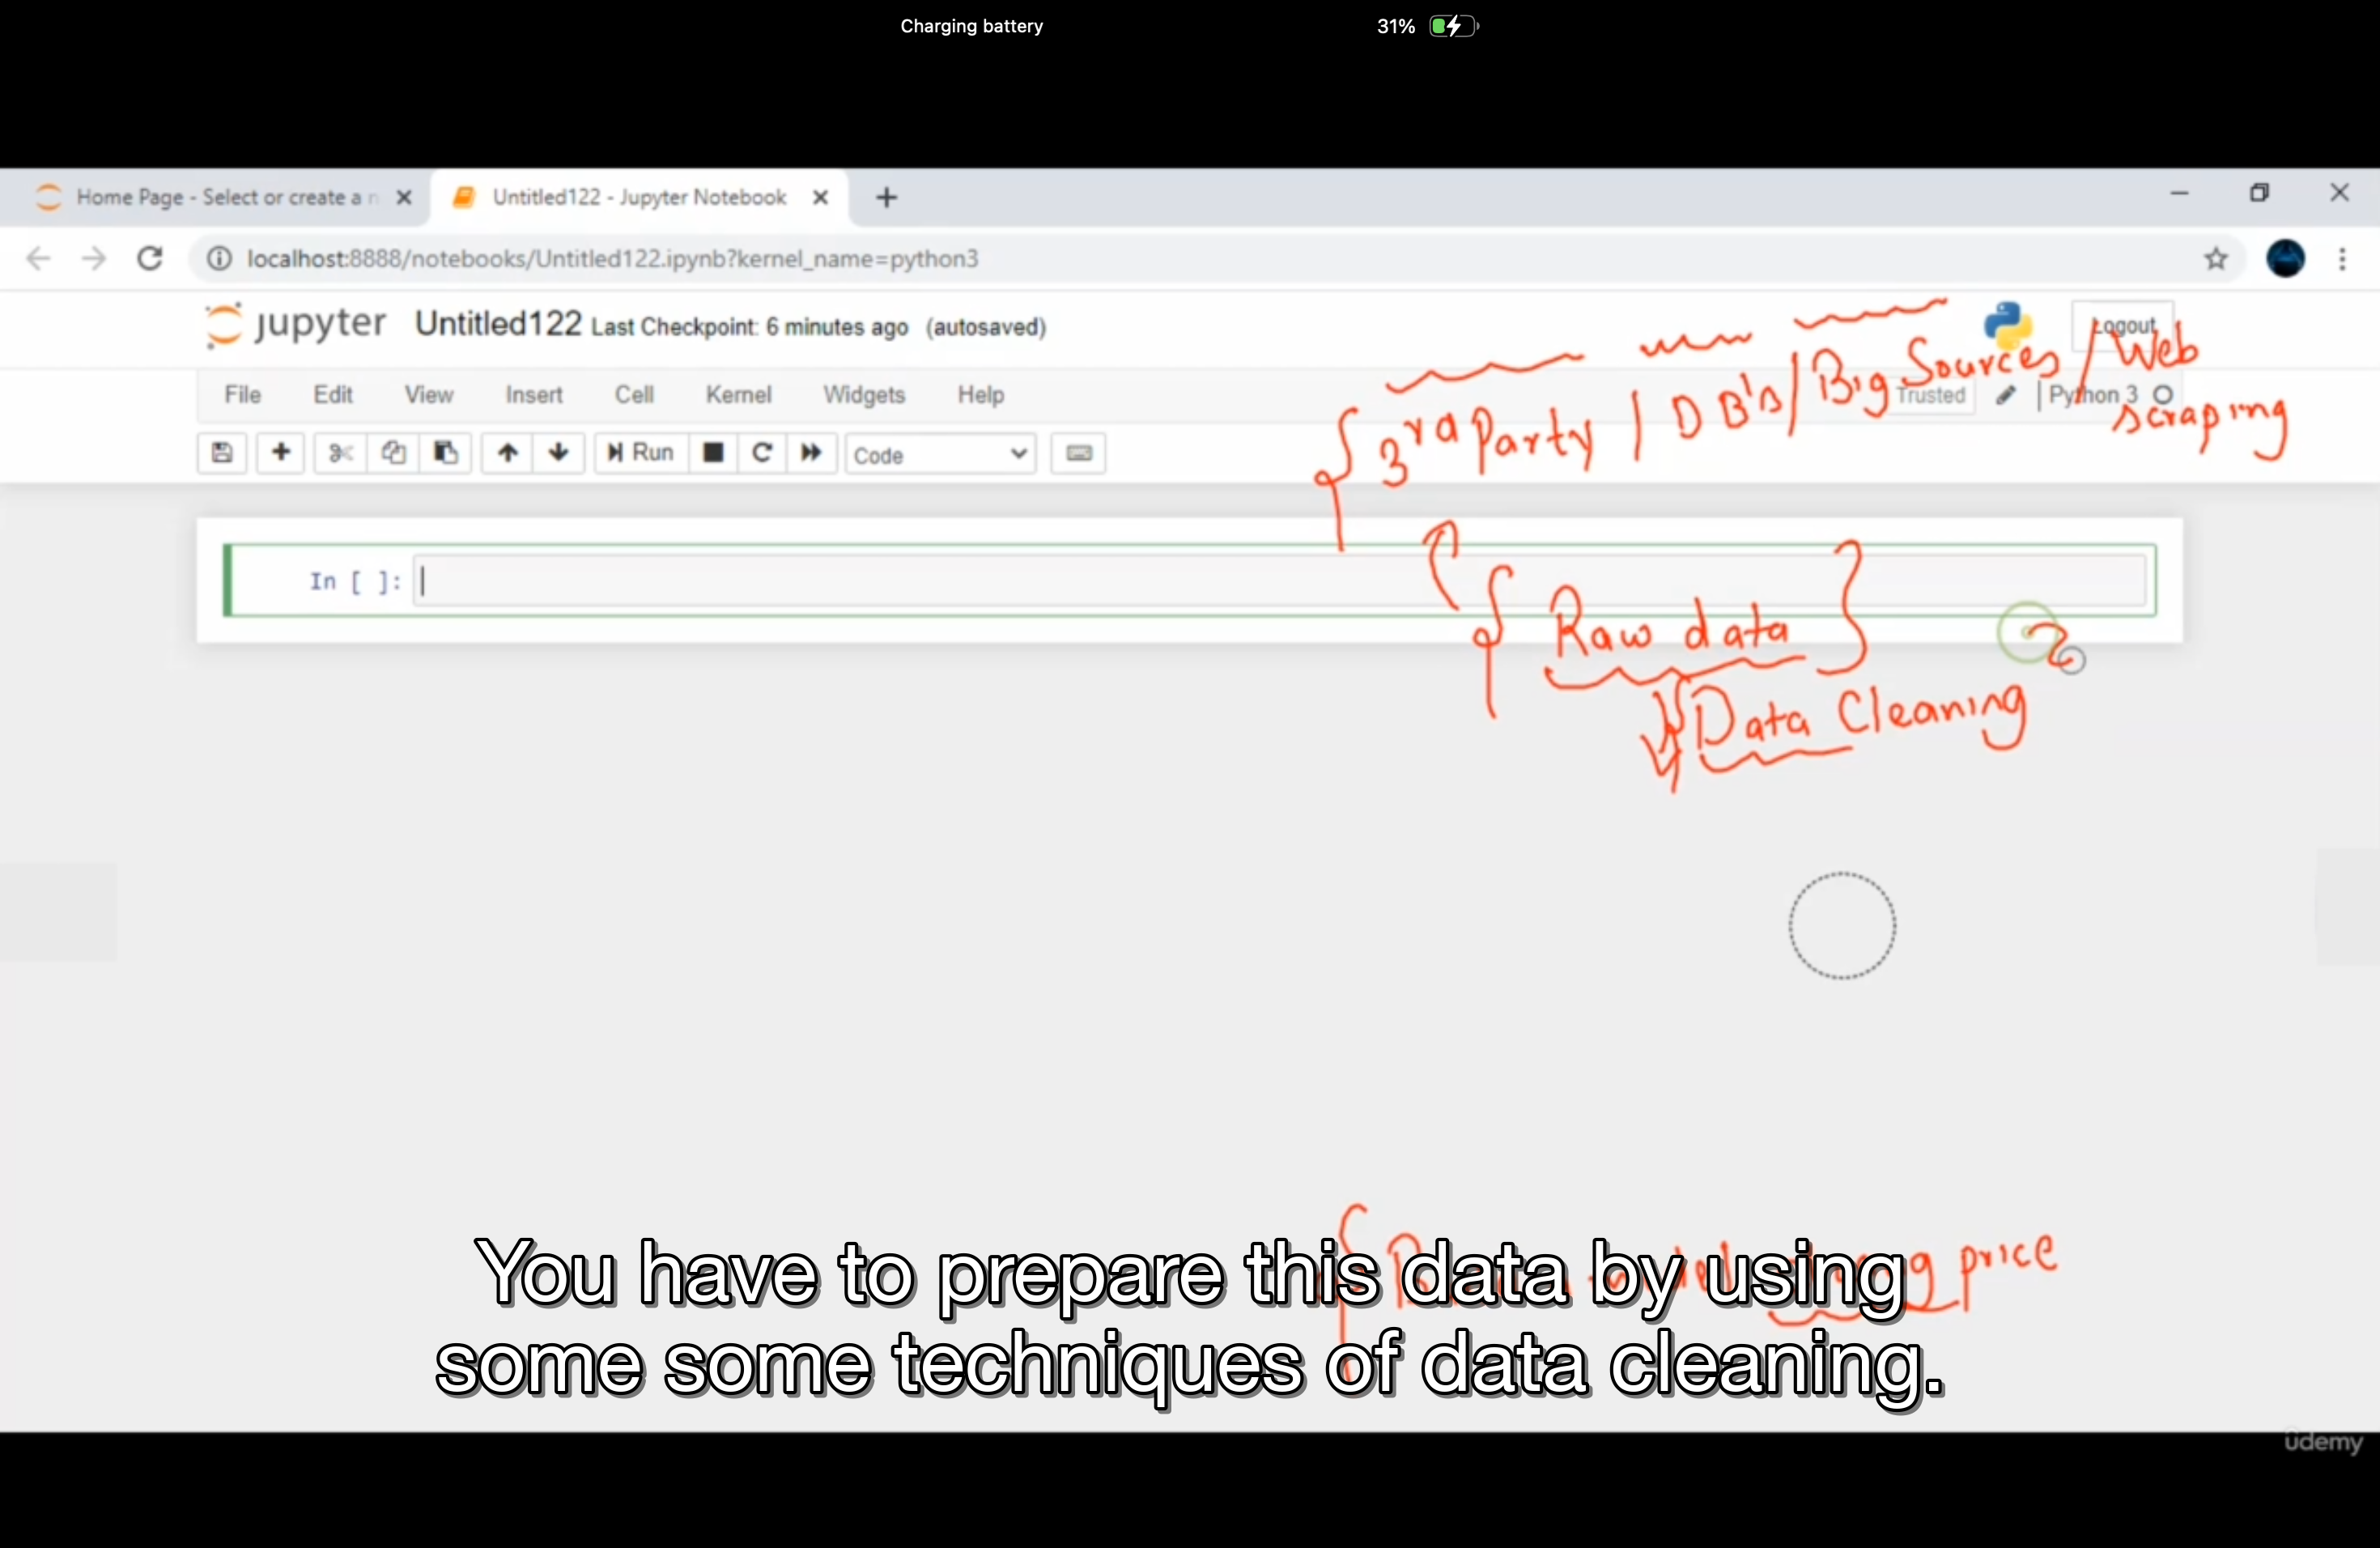 Charging battery 31%
Home Page - Select or create a n
Untitled122 - Jupyter Notebook
localhost:8888/notebooks/Untitled122.ipynb?kernel_name=python3
jupyter Untitled122 Last Checkpoint: 6 minutes ago (autosaved)
Logout
File Edit View Insert Cell Kernel Widgets Help
Trusted Python 3
Run Code
3rd Party / DB's / Big Sources / Web
scraping
In [ ]:
Raw data
Data Cleaning
price
You have to prepare this data by using
some some techniques of data cleaning.
ûdemy